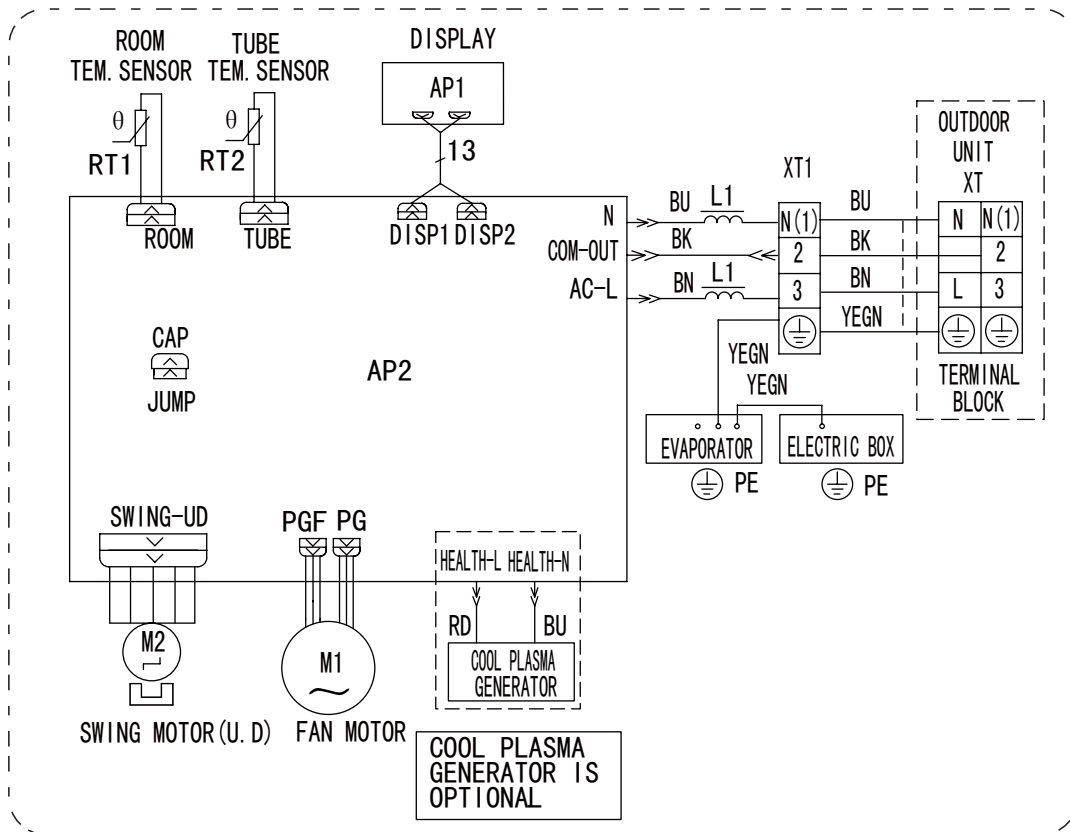 ROOM
TEM. SENSOR
TUBE
TEM. SENSOR
DISPLAY
AP1
θ
RT1
θ
RT2
13
ROOM
TUBE
DISP1 DISP2
N
COM-OUT
AC-L
BU
L1
BK
BN
L1
XT1
N(1)
2
3
BU
BK
BN
YEGN
OUTDOOR
UNIT
XT
N
N(1)
2
L
3
TERMINAL
BLOCK
CAP
JUMP
AP2
YEGN
YEGN
EVAPORATOR
ELECTRIC BOX
PE
PE
SWING-UD
PGF PG
HEALTH-L HEALTH-N
RD
BU
M2
M1
COOL PLASMA
GENERATOR
SWING MOTOR(U.D)
FAN MOTOR
COOL PLASMA
GENERATOR IS
OPTIONAL